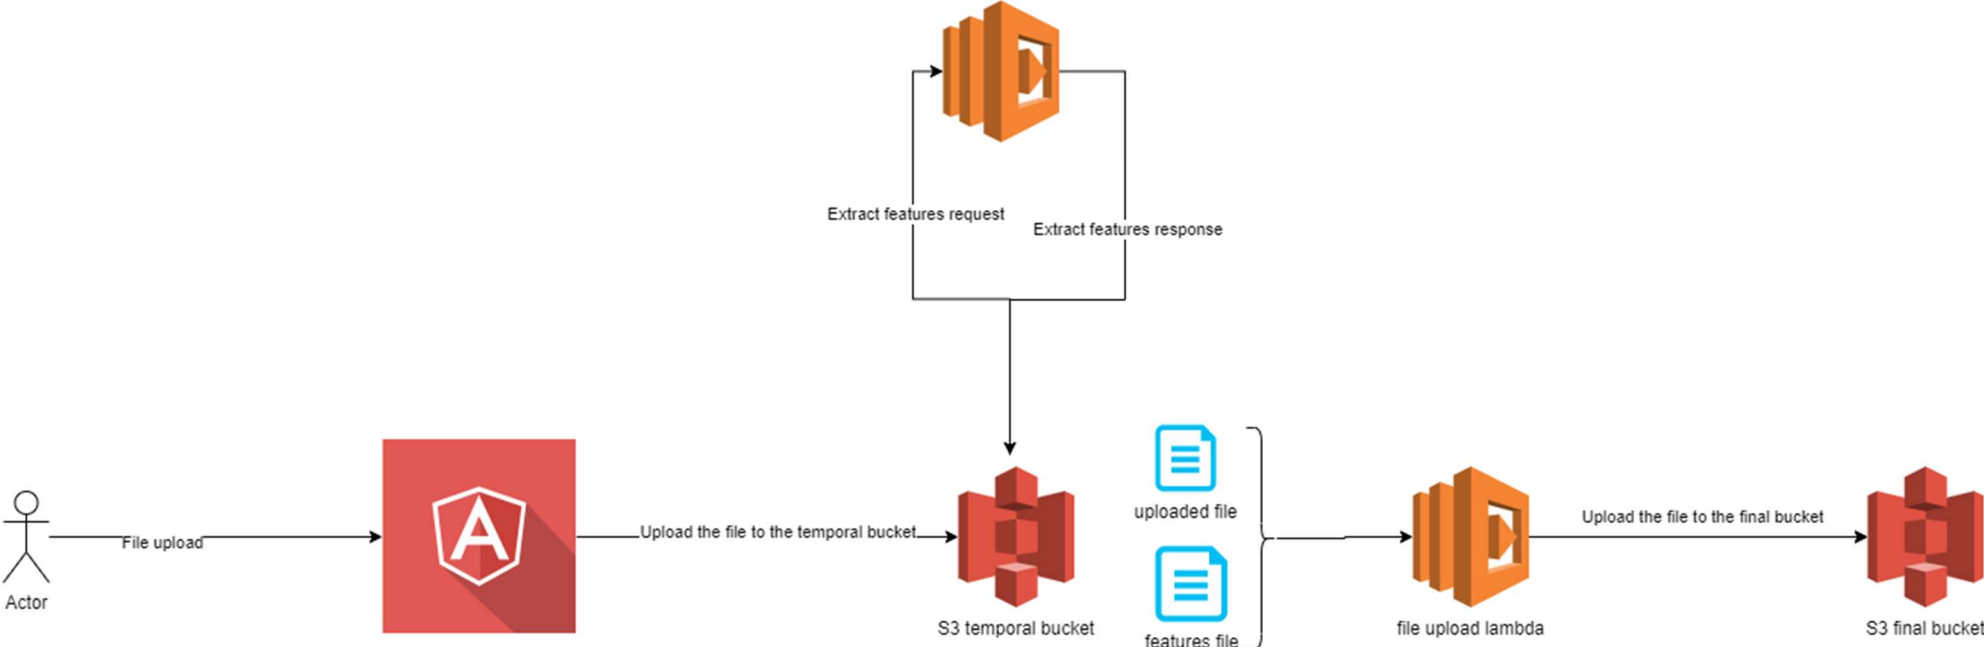 Extract features request
Extract features response
File upload
Upload the file to the temporal bucket
uploaded file
Upload the file to the final bucket
Actor
S3 temporal bucket
features file
file upload lambda
S3 final bucket